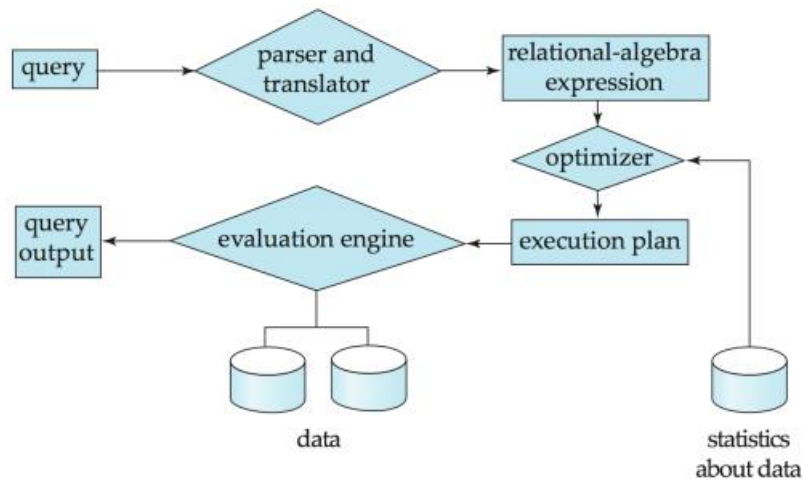 query
parser and
translator
relational-algebra
expression
optimizer
query
output
evaluation engine
execution plan
data
statistics
about data